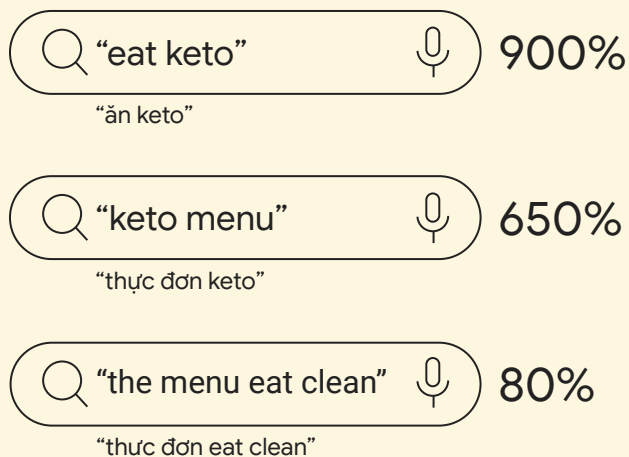 “eat keto” 900%
“ăn keto”
“keto menu” 650%
“thực đơn keto”
“the menu eat clean” 80%
“thực đơn eat clean”